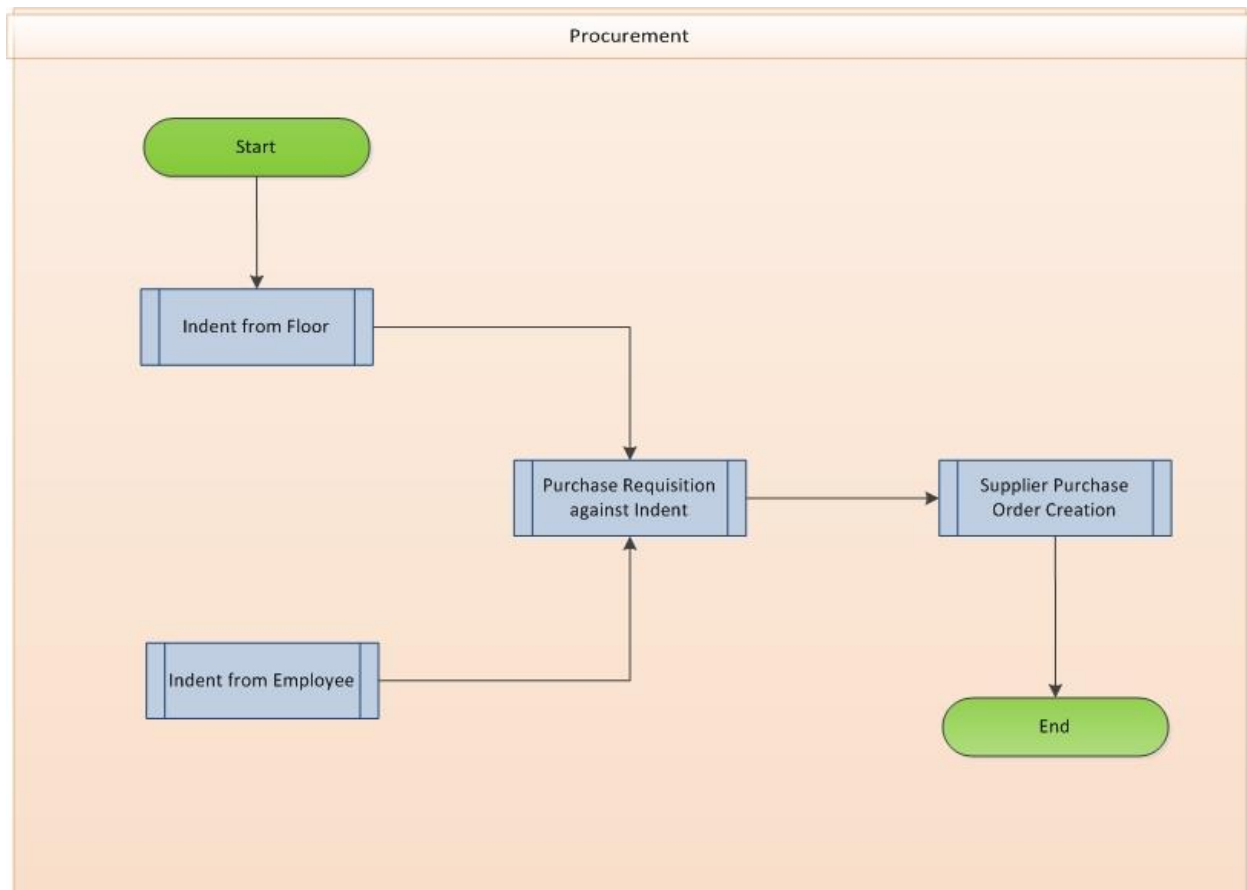 Procurement
Start
Indent from Floor
Purchase Requisition
against Indent
Supplier Purchase
Order Creation
Indent from Employee
End